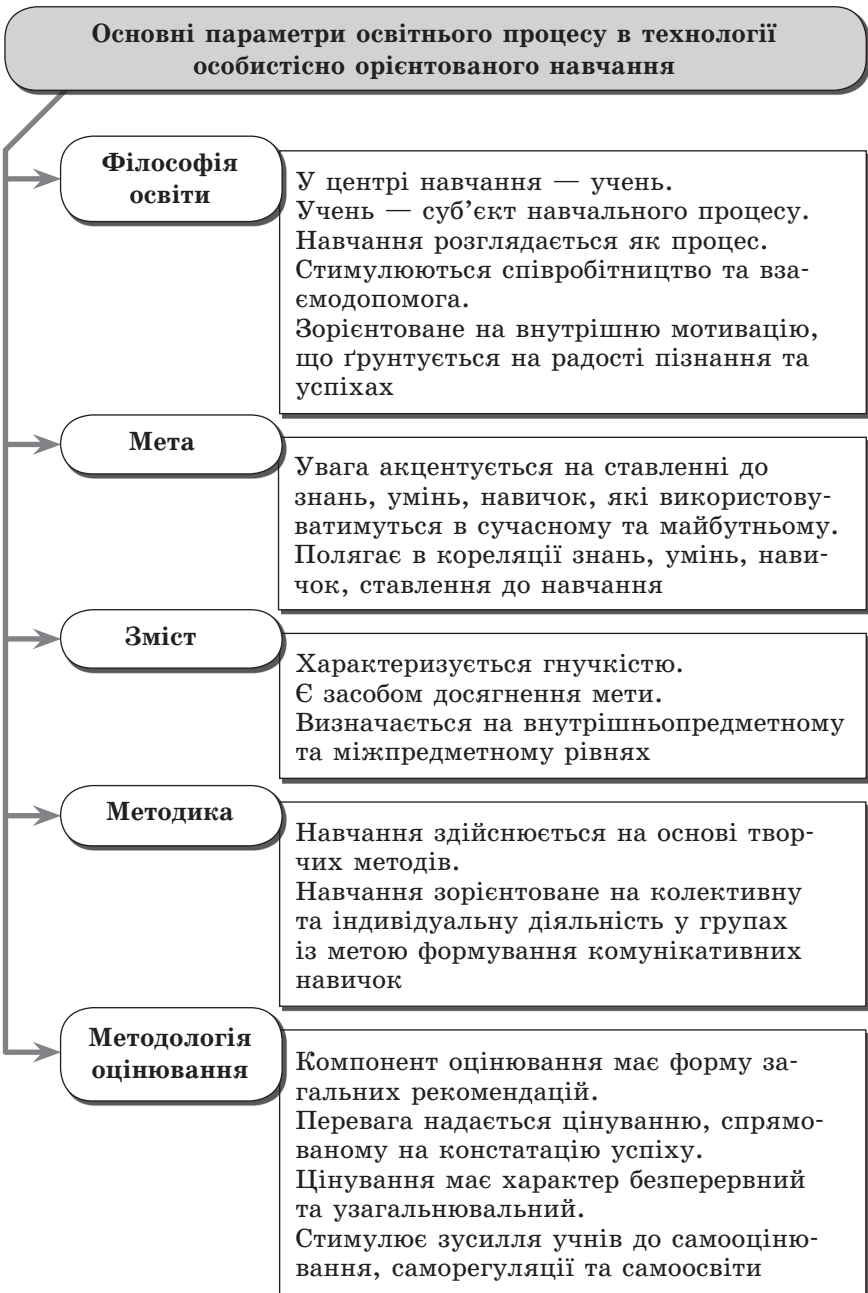 Основні параметри освітнього процесу в технології
особистісно орієнтованого навчання
Філософія
освіти
У центрі навчання — учень.
Учень — суб’єкт навчального процесу.
Навчання розглядається як процес.
Стимулюються співробітництво та вза-
ємодопомога.
Зорієнтоване на внутрішню мотивацію,
що ґрунтується на радості пізнання та
успіхах
Мета
Увага акцентується на ставленні до
знань, умінь, навичок, які використову-
ватимуться в сучасному та майбутньому.
Полягає в кореляції знань, умінь, нави-
чок, ставлення до навчання
Зміст
Характеризується гнучкістю.
Є засобом досягнення мети.
Визначається на внутрішньопредметному
та міжпредметному рівнях
Методика
Навчання здійснюється на основі твор-
чих методів.
Навчання зорієнтоване на колективну
та індивідуальну діяльність у групах
із метою формування комунікативних
навичок
Методологія
оцінювання
Компонент оцінювання має форму за-
гальних рекомендацій.
Перевага надається цінуванню, спрямо-
ваному на констатацію успіху.
Цінування має характер безперервний
та узагальнювальний.
Стимулює зусилля учнів до самооціню-
вання, саморегуляції та самоосвіти